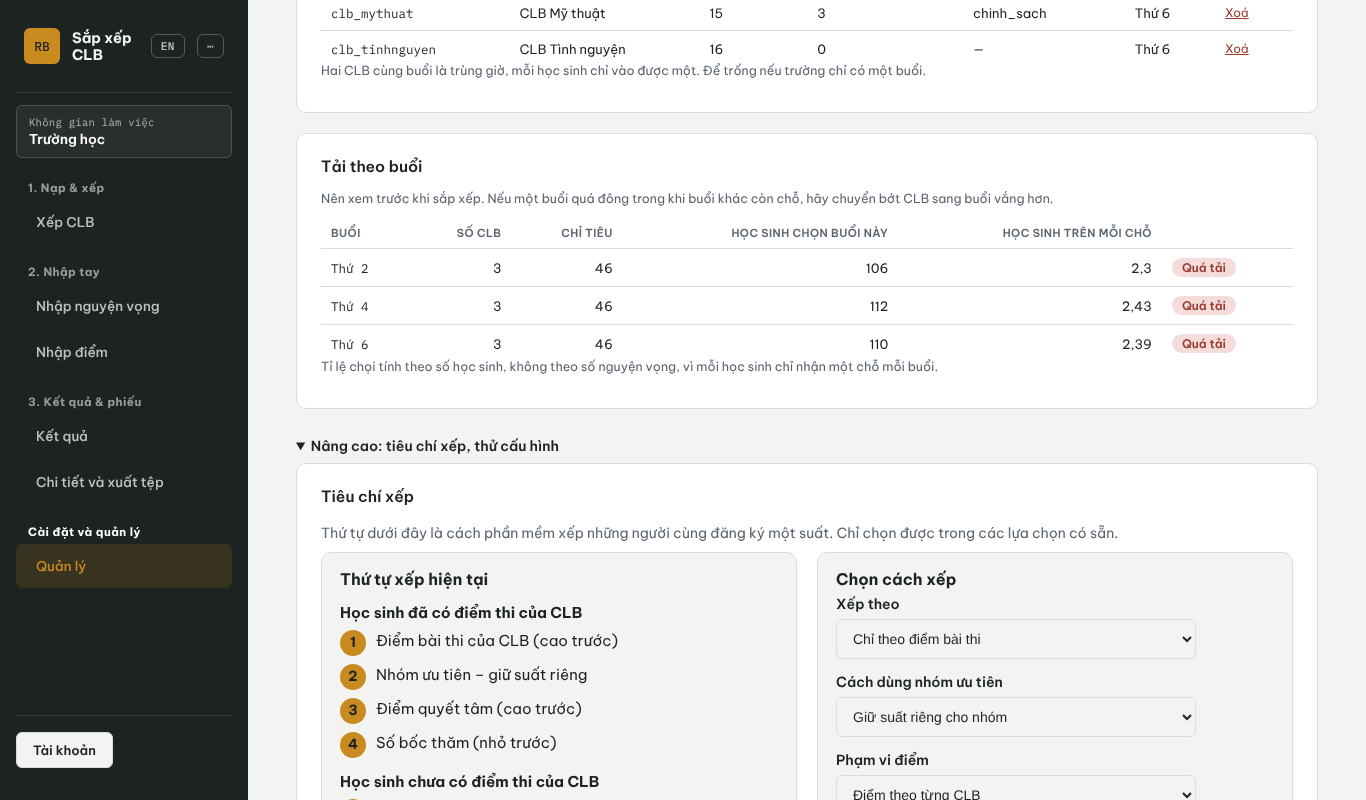 RB
Sắp xếp CLB
EN
…
Không gian làm việc
Trường học
1. Nạp & xếp
Xếp CLB
2. Nhập tay
Nhập nguyện vọng
Nhập điểm
3. Kết quả & phiếu
Kết quả
Chi tiết và xuất tệp
Cài đặt và quản lý
Quản lý
Tài khoản
clb_mythuat CLB Mỹ thuật 15 3 chinh_sach Thứ 6 Xoá
clb_tinhnguyen CLB Tình nguyện 16 0 — Thứ 6 Xoá
Hai CLB cùng buổi là trùng giờ, mỗi học sinh chỉ vào được một. Để trống nếu trường chỉ có một buổi.
Tải theo buổi
Nên xem trước khi sắp xếp. Nếu một buổi quá đông trong khi buổi khác còn chỗ, hãy chuyển bớt CLB sang buổi vắng hơn.
BUỔI SỐ CLB CHỈ TIÊU HỌC SINH CHỌN BUỔI NÀY HỌC SINH TRÊN MỖI CHỖ
Thứ 2 3 46 106 2,3 Quá tải
Thứ 4 3 46 112 2,43 Quá tải
Thứ 6 3 46 110 2,39 Quá tải
Tỉ lệ chọi tính theo số học sinh, không theo số nguyện vọng, vì mỗi học sinh chỉ nhận một chỗ mỗi buổi.
▼ Nâng cao: tiêu chí xếp, thử cấu hình
Tiêu chí xếp
Thứ tự dưới đây là cách phần mềm xếp những người cùng đăng ký một suất. Chỉ chọn được trong các lựa chọn có sẵn.
Thứ tự xếp hiện tại
Học sinh đã có điểm thi của CLB
1 Điểm bài thi của CLB (cao trước)
2 Nhóm ưu tiên – giữ suất riêng
3 Điểm quyết tâm (cao trước)
4 Số bốc thăm (nhỏ trước)
Học sinh chưa có điểm thi của CLB
Chọn cách xếp
Xếp theo
Chỉ theo điểm bài thi
Cách dùng nhóm ưu tiên
Giữ suất riêng cho nhóm
Phạm vi điểm
Điểm theo từng CLB